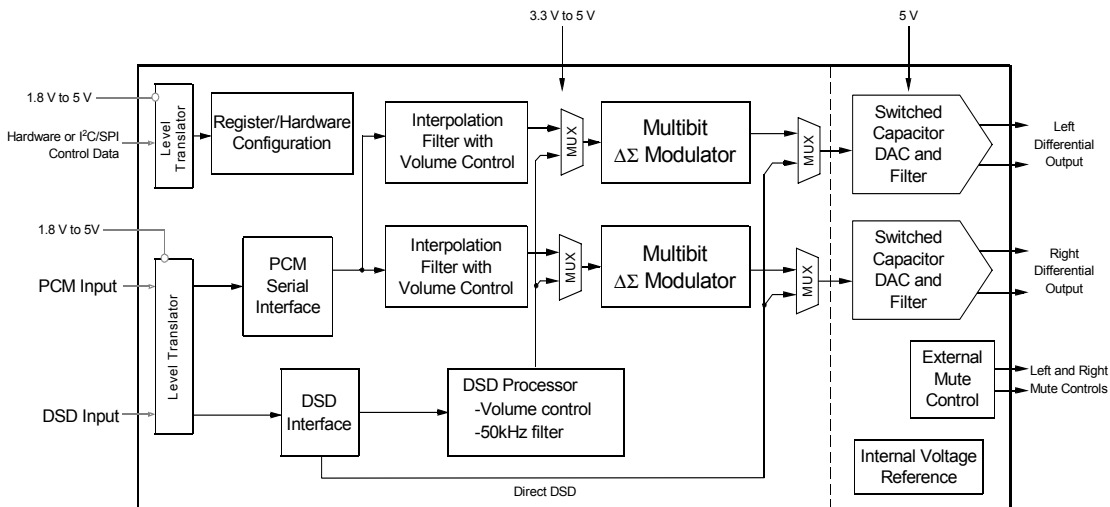 3.3 V to 5 V
5 V
1.8 V to 5 V
Hardware or I²C/SPI
Control Data
Level
Translator
Register/Hardware
Configuration
Interpolation
Filter with
Volume Control
MUX
Multibit
ΔΣ Modulator
MUX
Switched
Capacitor
DAC and
Filter
Left
Differential
Output
1.8 V to 5V
PCM Input
Level Translator
PCM
Serial
Interface
Interpolation
Filter with
Volume Control
MUX
Multibit
ΔΣ Modulator
MUX
Switched
Capacitor
DAC and
Filter
Right
Differential
Output
DSD Input
DSD
Interface
DSD Processor
-Volume control
-50kHz filter
External
Mute
Control
Left and Right
Mute Controls
Internal Voltage
Reference
Direct DSD